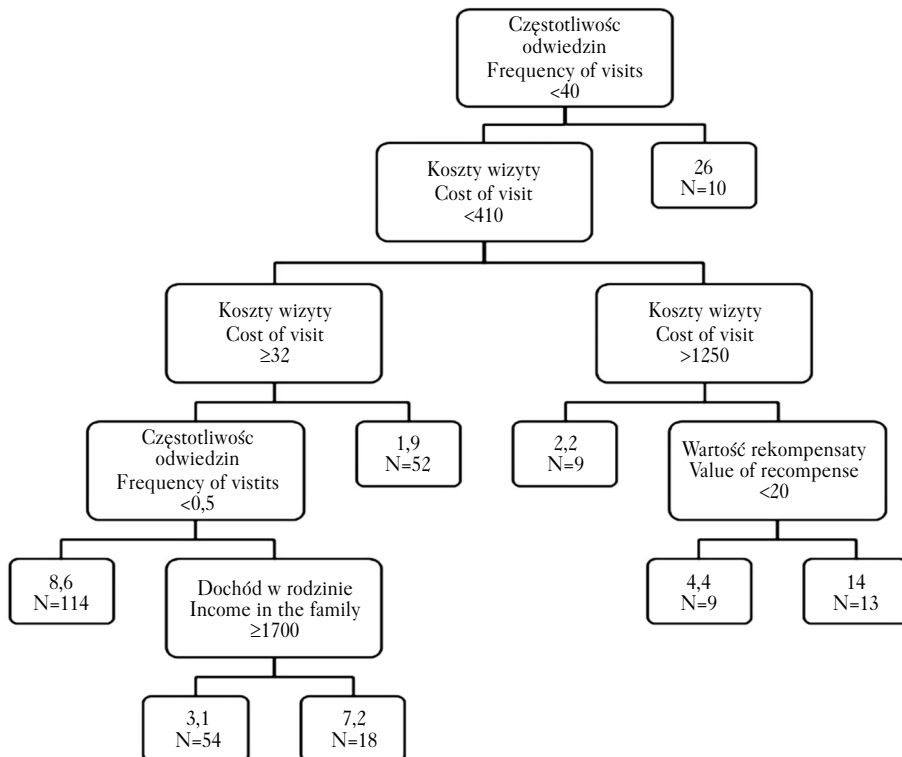 Częstotliwośc
odwiedzin
Frequency of visits
<40
Koszty wizyty
Cost of visit
<410
26
N=10
Koszty wizyty
Cost of visit
≥32
Koszty wizyty
Cost of visit
>1250
Częstotliwośc
odwiedzin
Frequency of vistits
<0,5
1,9
N=52
2,2
N=9
Wartość rekompensaty
Value of recompense
<20
8,6
N=114
Dochód w rodzinie
Income in the family
≥1700
4,4
N=9
14
N=13
3,1
N=54
7,2
N=18